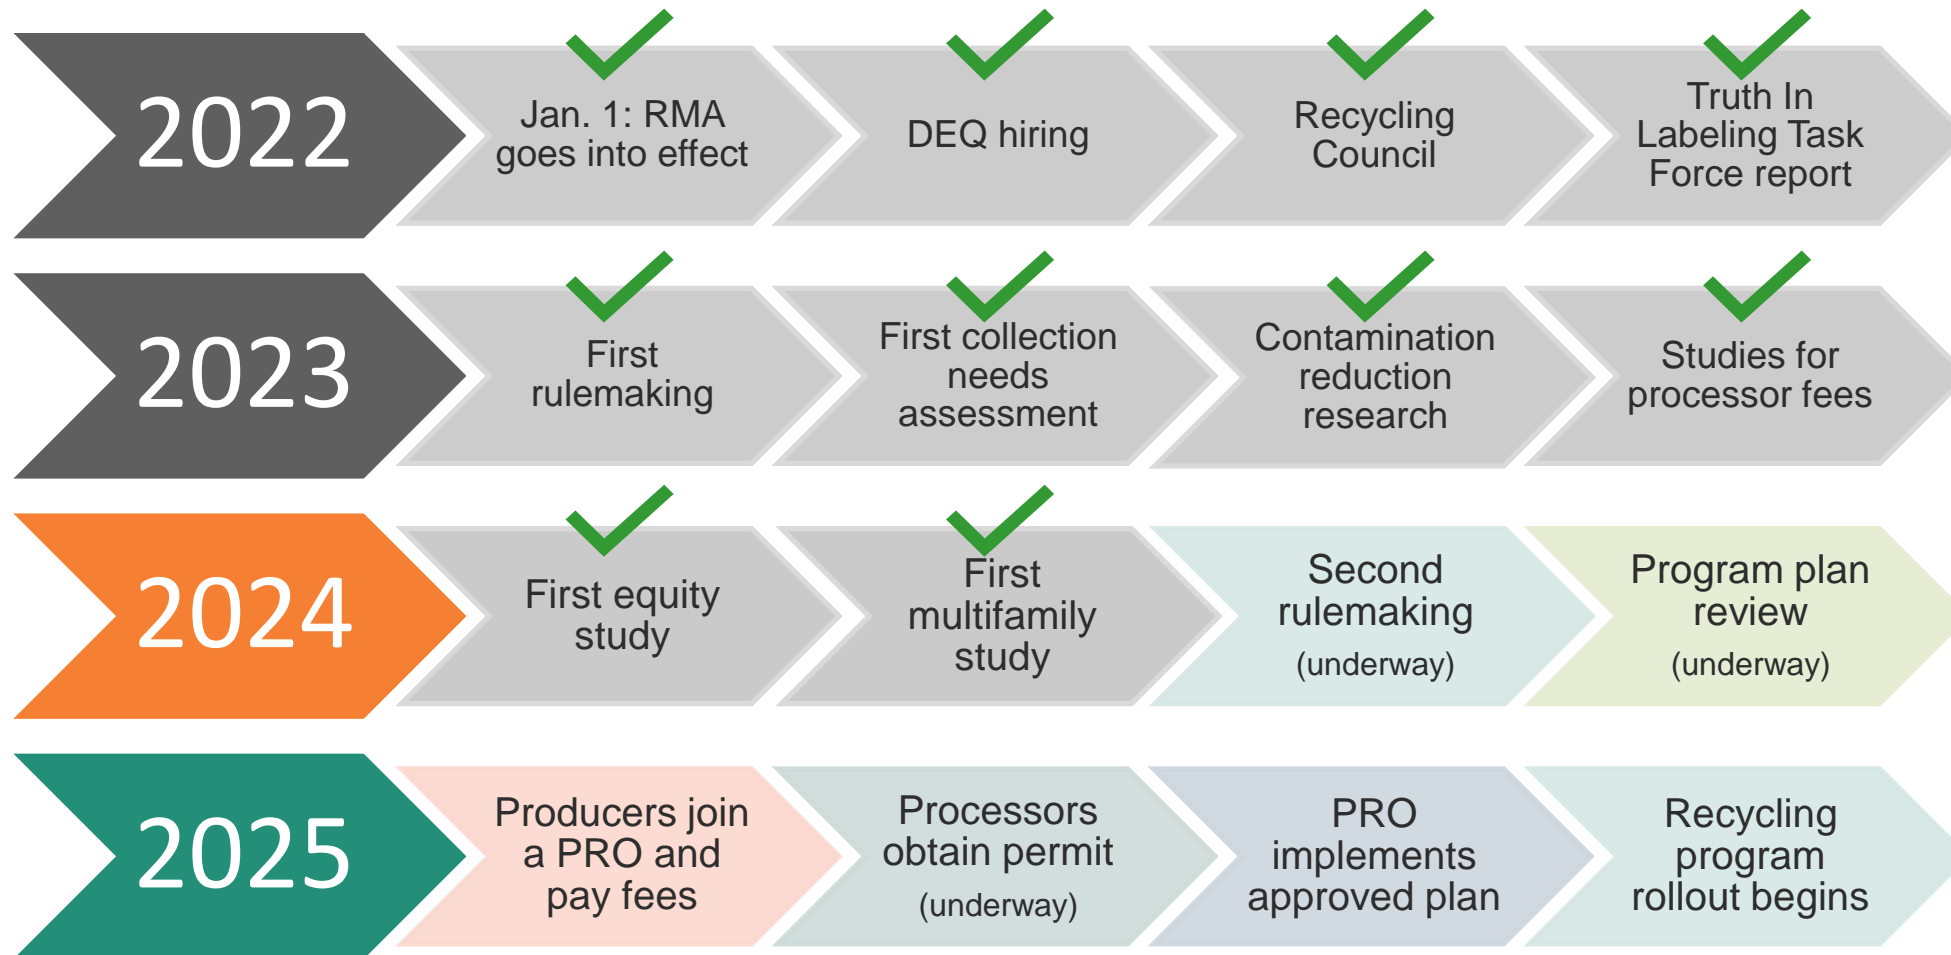 2022
Jan. 1: RMA
goes into effect
DEQ hiring
Recycling
Council
Truth In
Labeling Task
Force report
2023
First
rulemaking
First collection
needs
assessment
Contamination
reduction
research
Studies for
processor fees
2024
First equity
study
First
multifamily
study
Second
rulemaking
(underway)
Program plan
review
(underway)
2025
Producers join
a PRO and
pay fees
Processors
obtain permit
(underway)
PRO
implements
approved plan
Recycling
program
rollout begins